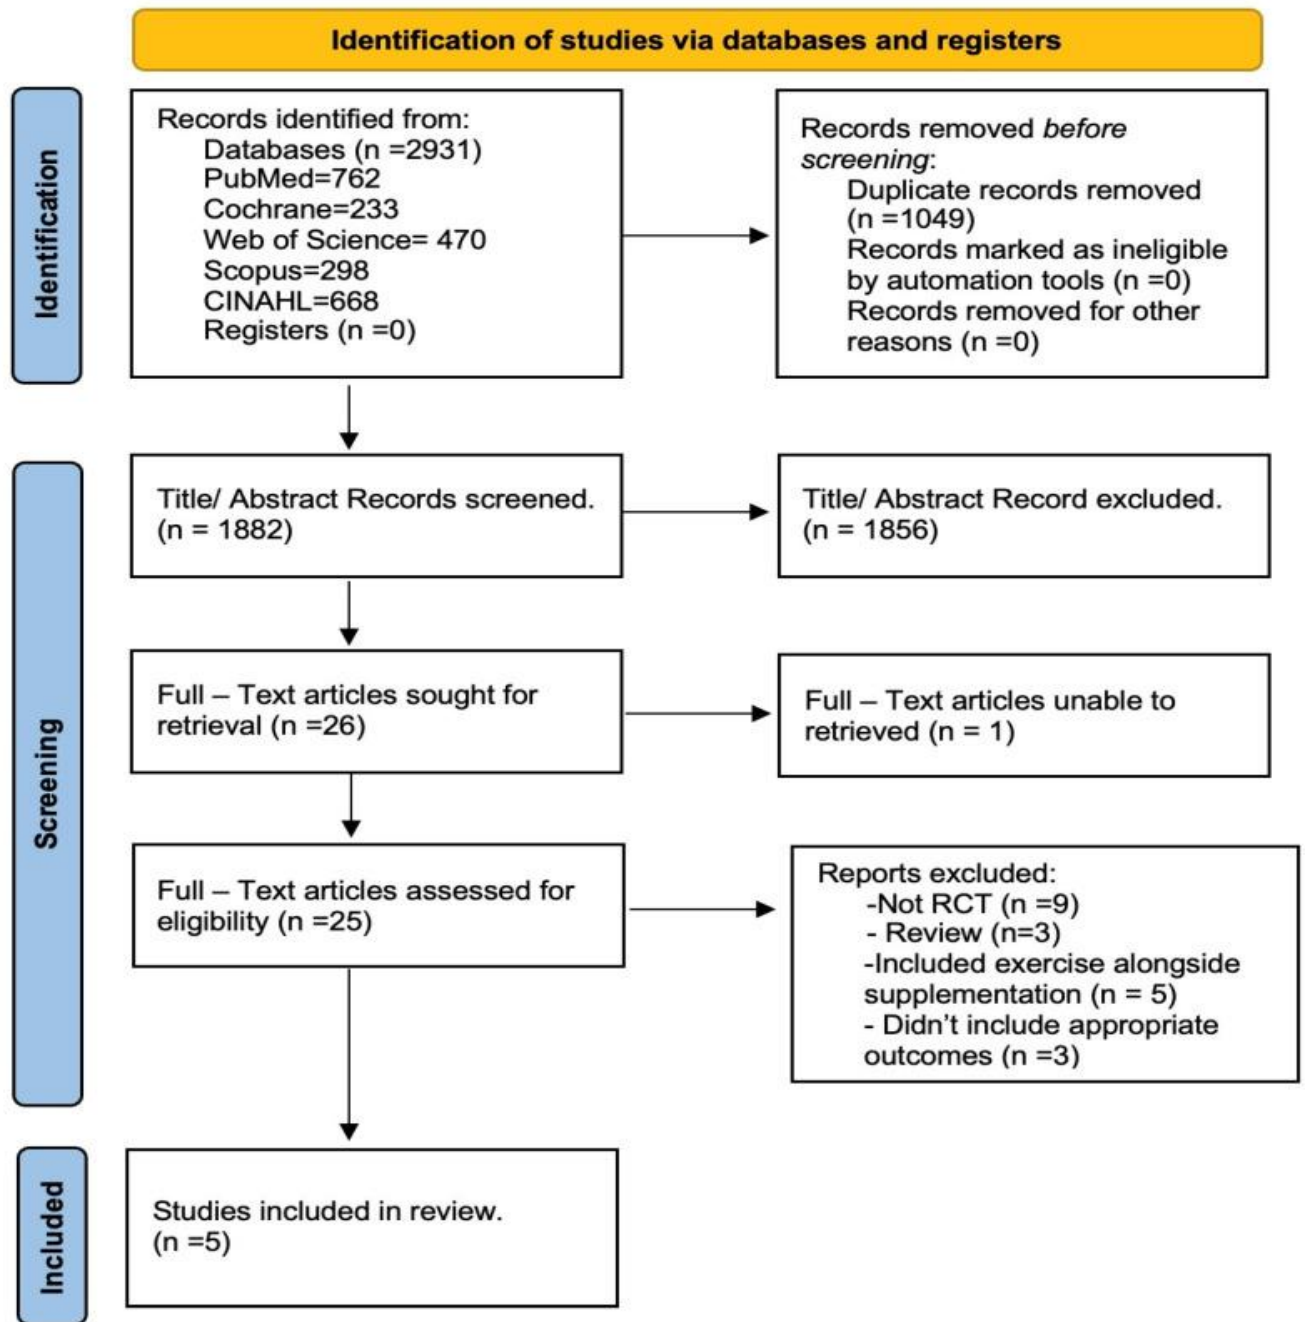 Identification of studies via databases and registers
Identification
Records identified from:
Databases (n =2931)
PubMed=762
Cochrane=233
Web of Science= 470
Scopus=298
CINAHL=668
Registers (n =0)
Records removed before
screening:
Duplicate records removed
(n =1049)
Records marked as ineligible
by automation tools (n =0)
Records removed for other
reasons (n =0)
Screening
Title/ Abstract Records screened.
(n = 1882)
Title/ Abstract Record excluded.
(n = 1856)
Full – Text articles sought for
retrieval (n =26)
Full – Text articles unable to
retrieved (n = 1)
Full – Text articles assessed for
eligibility (n =25)
Reports excluded:
-Not RCT (n =9)
- Review (n=3)
-Included exercise alongside
supplementation (n = 5)
- Didn’t include appropriate
outcomes (n =3)
Included
Studies included in review.
(n =5)